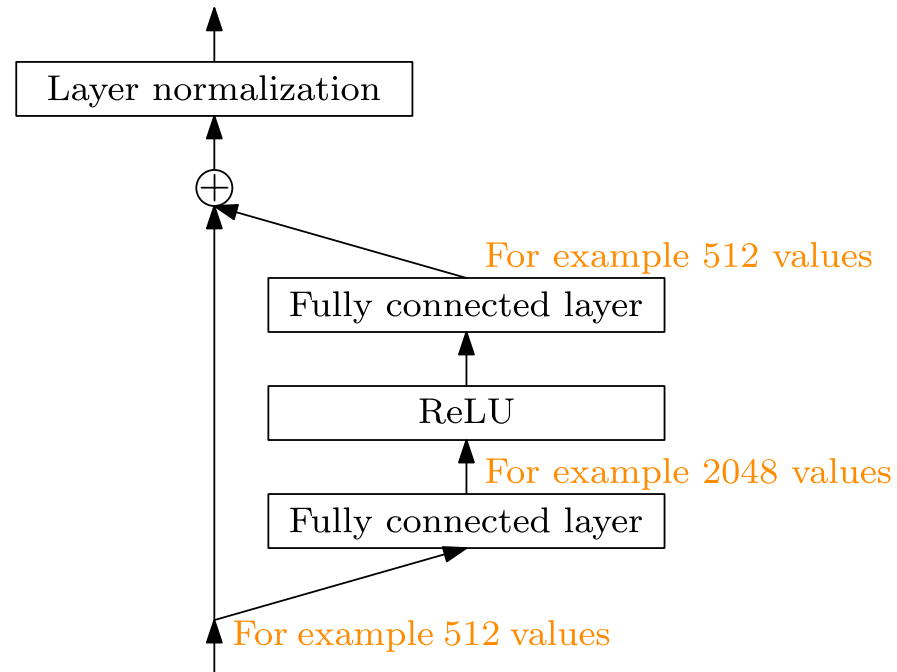 Layer normalization
For example 512 values
Fully connected layer
ReLU
For example 2048 values
Fully connected layer
For example 512 values